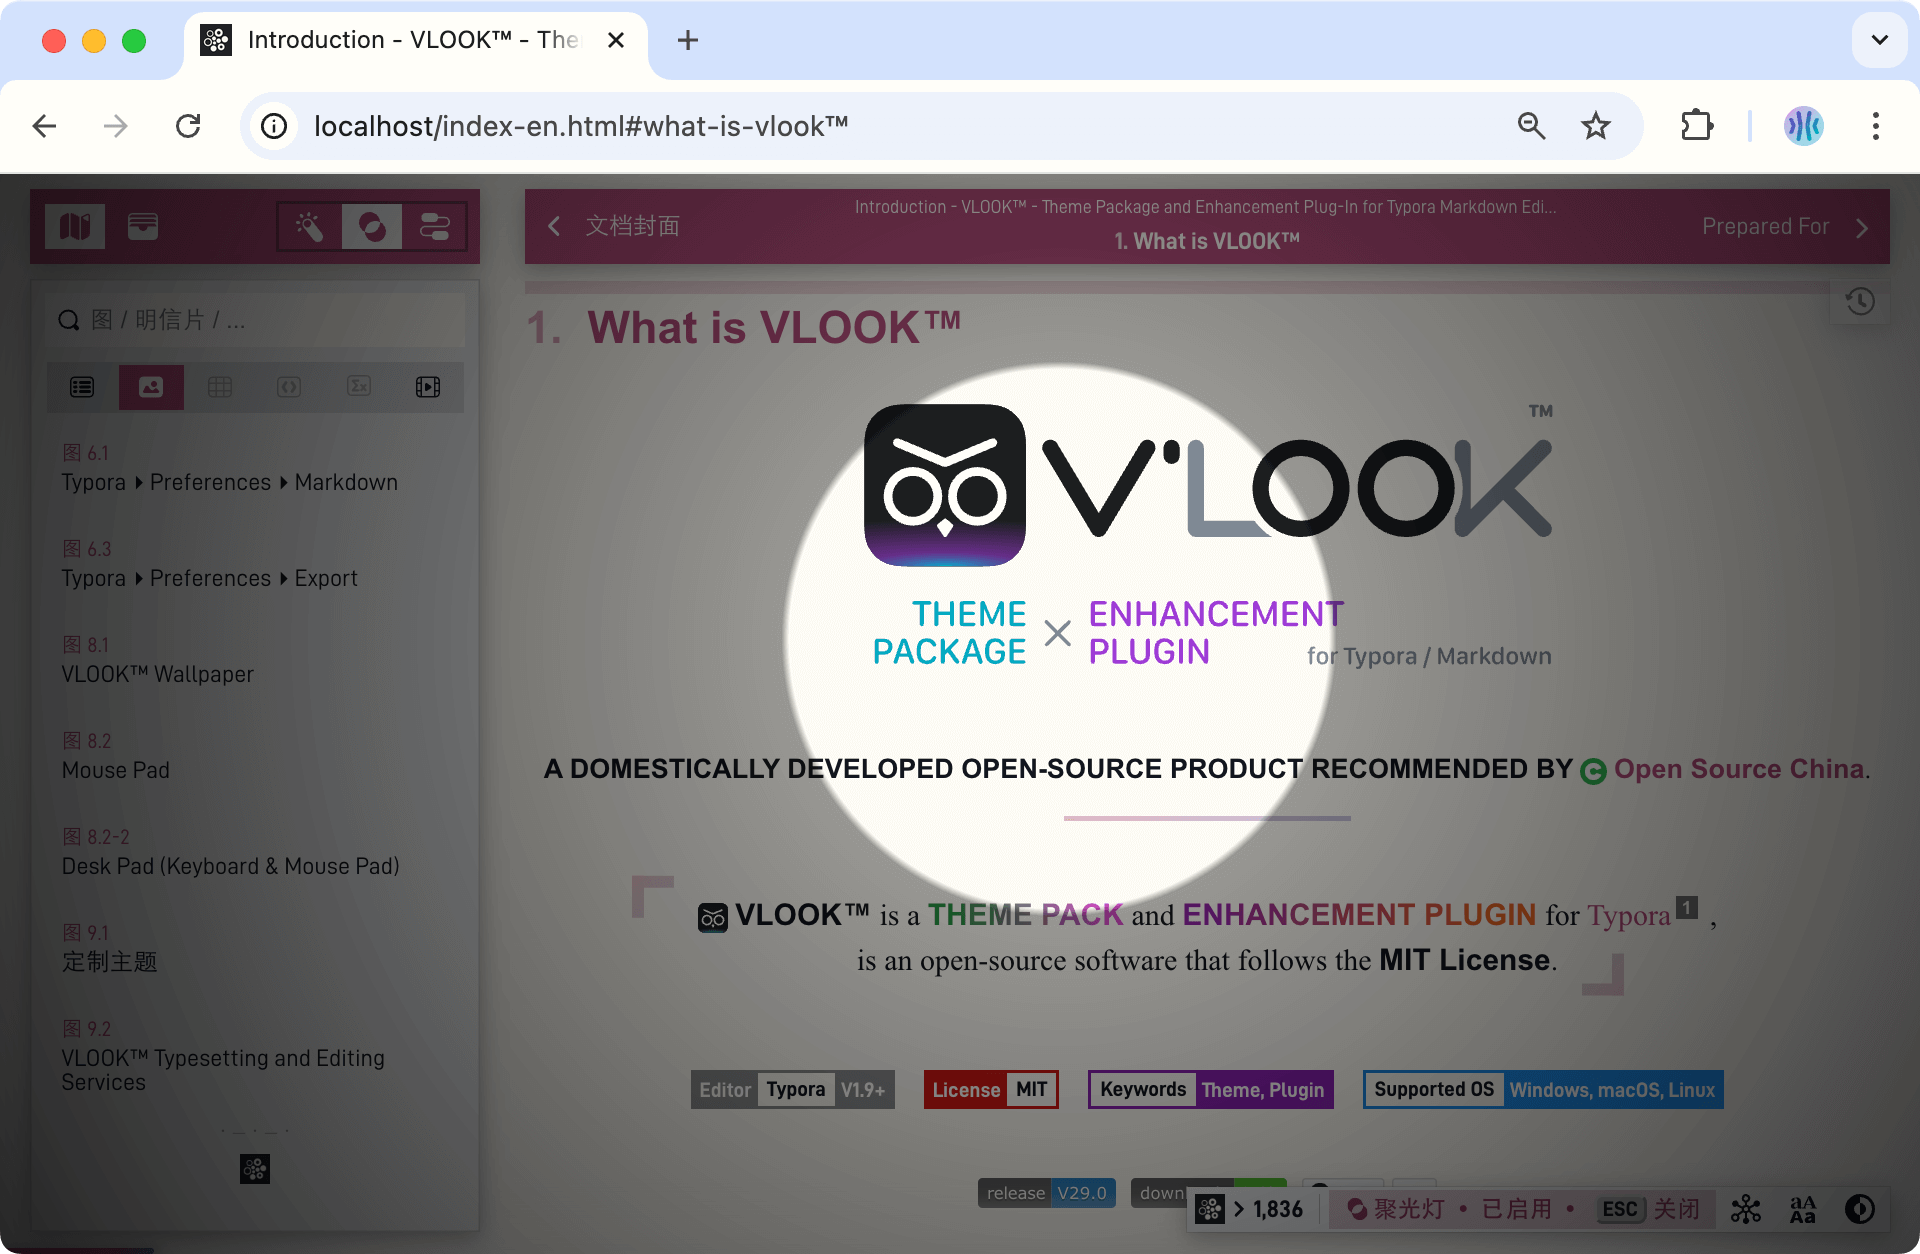 Introduction - VLOOK™ - The
localhost/index-en.html#what-is-vlook™
文档封面
Introduction - VLOOK™ - Theme Package and Enhancement Plug-In for Typora Markdown Edi...
1. What is VLOOK™
Prepared For
图 / 明信片 / ...
图 6.1
Typora ▸ Preferences ▸ Markdown
图 6.3
Typora ▸ Preferences ▸ Export
图 8.1
VLOOK™ Wallpaper
图 8.2
Mouse Pad
图 8.2-2
Desk Pad (Keyboard & Mouse Pad)
图 9.1
定制主题
图 9.2
VLOOK™ Typesetting and Editing
Services
1. What is VLOOK™
V'LOOK™
THEME PACKAGE × ENHANCEMENT PLUGIN
for Typora / Markdown
A DOMESTICALLY DEVELOPED OPEN-SOURCE PRODUCT RECOMMENDED BY Open Source China.
VLOOK™ is a THEME PACK and ENHANCEMENT PLUGIN for Typora 1 ,
is an open-source software that follows the MIT License.
Editor Typora V1.9+ License MIT Keywords Theme, Plugin Supported OS Windows, macOS, Linux
release V29.0
> 1,836 聚光灯 • 已启用 • ESC 关闭 aA Aa